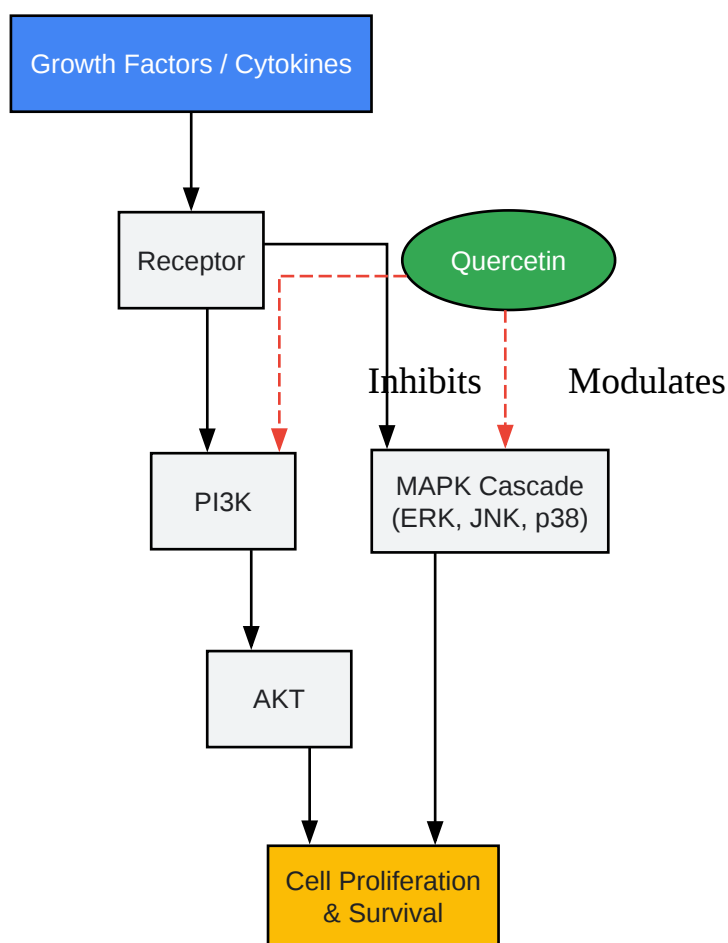 Growth Factors / Cytokines
Receptor
Quercetin
Inhibits
Modulates
PI3K
MAPK Cascade
(ERK, JNK, p38)
AKT
Cell Proliferation
& Survival